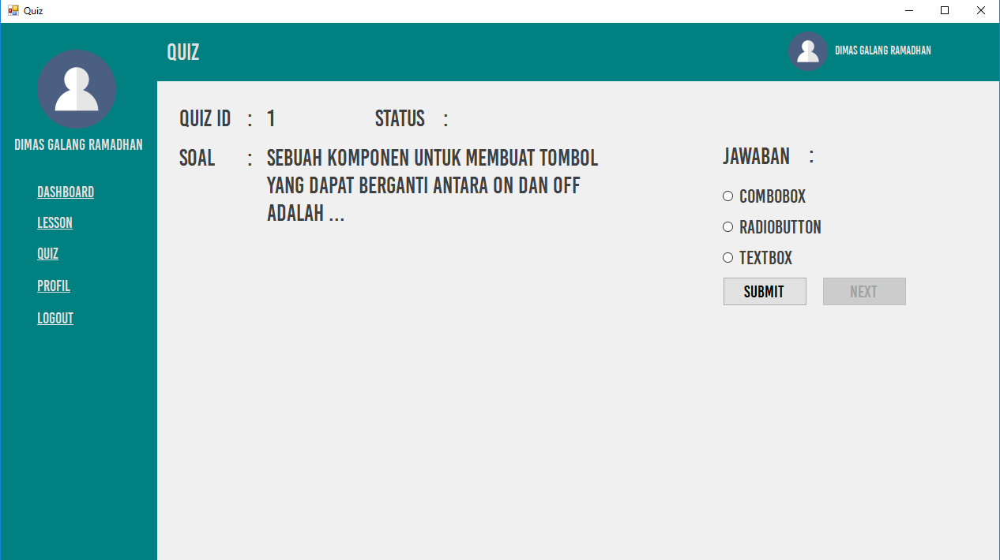 Quiz
QUIZ
DIMAS GALANG RAMADHAN
DIMAS GALANG RAMADHAN
DASHBOARD
LESSON
QUIZ
PROFIL
LOGOUT
QUIZ ID : 1 STATUS :
SOAL : SEBUAH KOMPONEN UNTUK MEMBUAT TOMBOL
YANG DAPAT BERGANTI ANTARA ON DAN OFF
ADALAH ...
JAWABAN :
COMBOBOX
RADIOBUTTON
TEXTBOX
SUBMIT NEXT